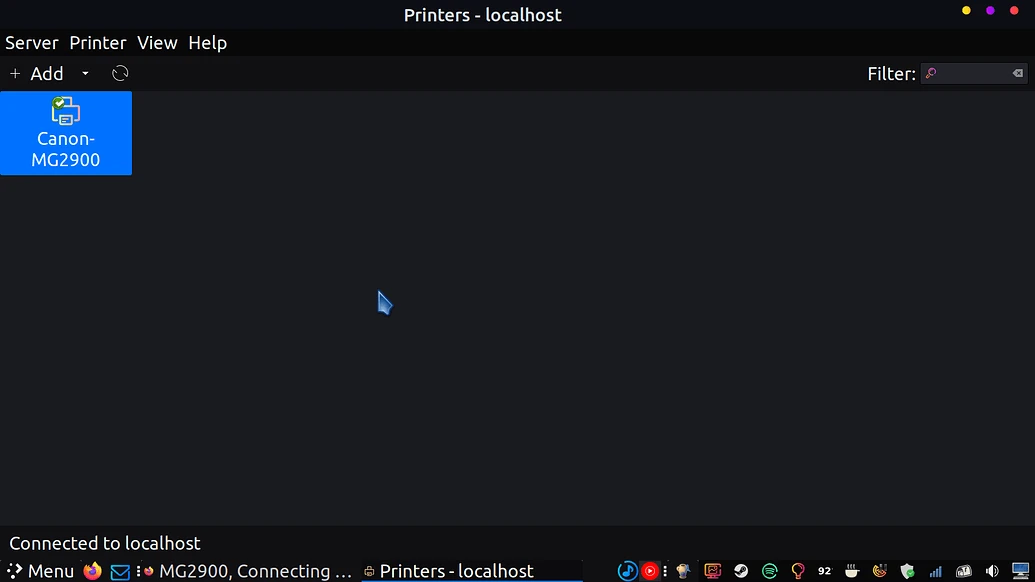 Printers - localhost
Server Printer View Help
+ Add Filter:
Canon-
MG2900
Connected to localhost
Menu MG2900, Connecting ... Printers - localhost 92°